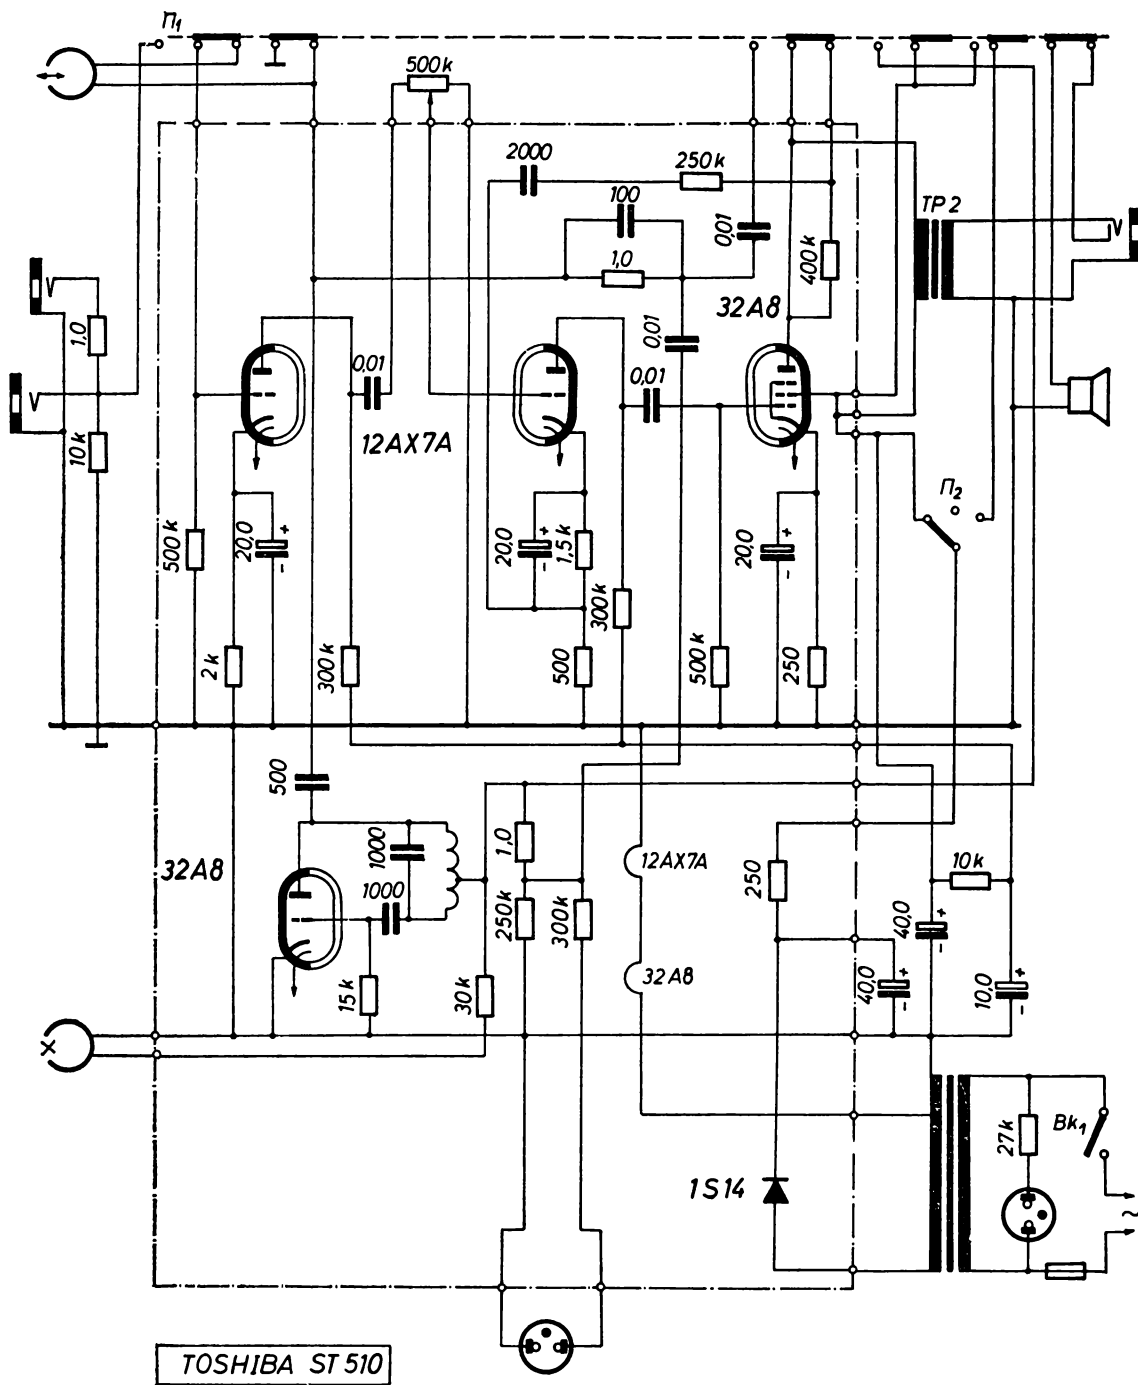 П1
500k
2000
250k
100
0,01
1,0
400k
TP 2
32A8
1,0
0,01
0,01
0,01
10k
12AX7A
П2
500k
20,0
+
-
20,0
+
-
1,5k
20,0
+
-
300k
2k
300k
500
500k
250
500
32A8
1000
1000
1,0
250k
300k
12AX7A
250
10k
40,0
+
-
32A8
15k
30k
40,0
+
-
10,0
+
-
x
27k
Bk1
1S14
~
TOSHIBA ST 510